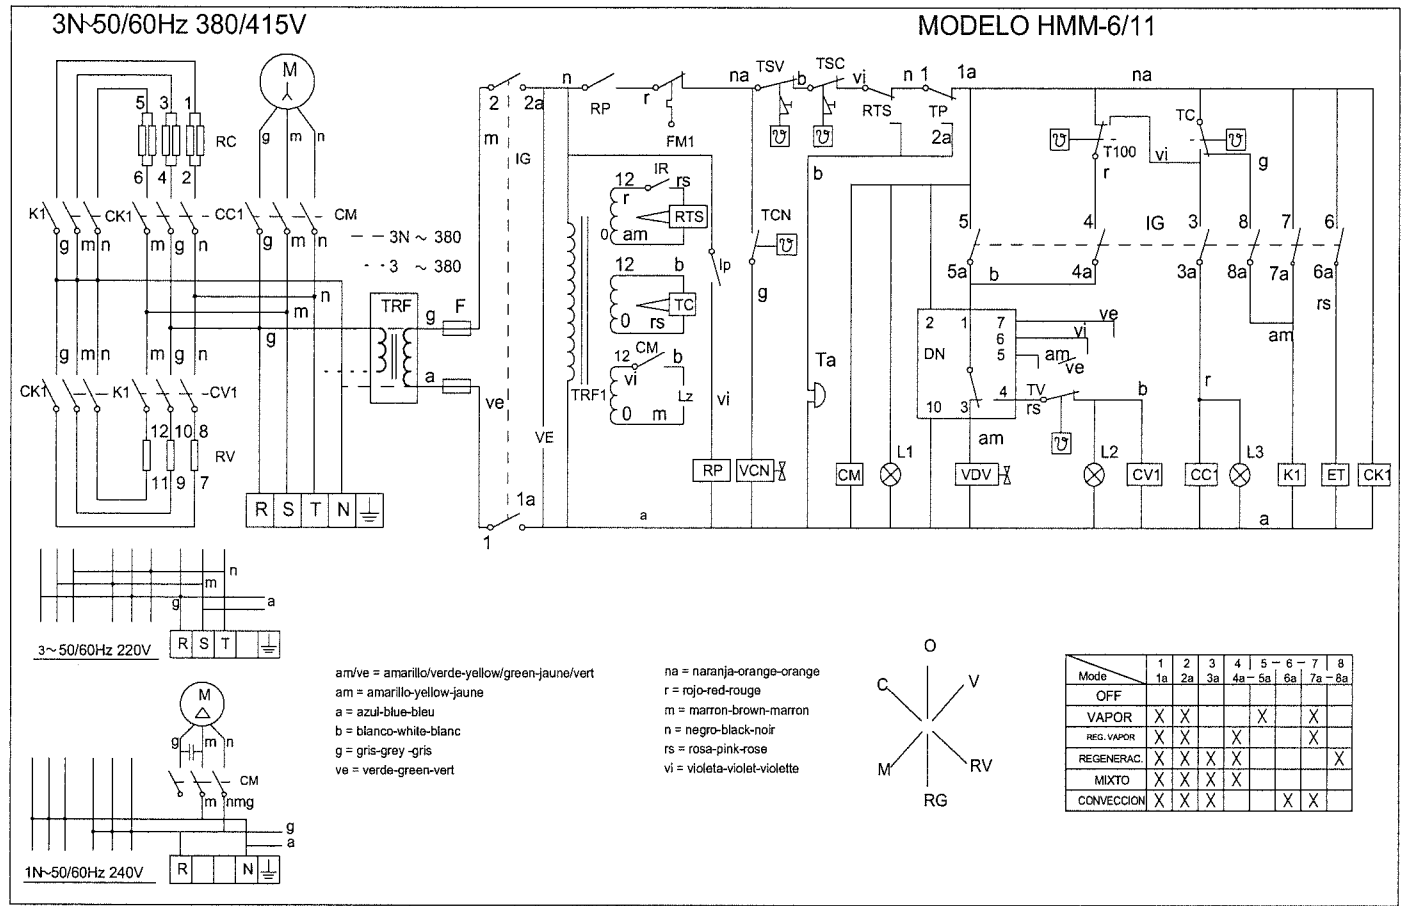 3N~50/60Hz 380/415V
MODELO HMM-6/11
M
5 3 1
RC
6 4 2
g m n
K1 CK1 CC1 CM
g m n m g n g m n
3N ~ 380
3 ~ 380
n
m
g
TRF
g F
a
g m n m g n
CK1 K1 CV1
12 10 8
RV
11 9 7
R S T N
2 2a
m
IG
n
RP
r
FM1
na
TSV
b
TSC
vi
RTS
n 1
TP
1a
2a
na
ϑ ϑ
b
12 IR rs
r
RTS
0 am
12 b
TC
0 rs
12 CM b
vi
Lz
0 m
TRF1
Ip
vi
TCN
ϑ
g
ve
VE
1a
1
a
Ta
ϑ T100
r
vi
TC
ϑ
g
5 4 IG 3 8 7 6
5a b 4a 3a 8a 7a 6a
rs
am
2 1 7 ve
6 vi
DN 5 am
ve
4 TV
rs
10 3
ϑ
b
r
am
RP VCN CM L1 VDV L2 CV1 CC1 L3 K1 ET CK1
a
n
m
g
a
R S T
3~50/60Hz 220V
M
g m n
CM
m nmg
g
a
R N
1N~50/60Hz 240V
am/ve = amarillo/verde-yellow/green-jaune/vert
am = amarillo-yellow-jaune
a = azul-blue-bleu
b = blanco-white-blanc
g = gris-grey -gris
ve = verde-green-vert
na = naranja-orange-orange
r = rojo-red-rouge
m = marron-brown-marron
n = negro-black-noir
rs = rosa-pink-rose
vi = violeta-violet-violette
O
C V
M RV
RG
Mode 1 2 3 4 5 - 6 - 7 8
1a 2a 3a 4a - 5a 6a 7a - 8a
OFF
VAPOR X X X X
REG. VAPOR X X X X
REGENERAC. X X X X X
MIXTO X X X X
CONVECCION X X X X X